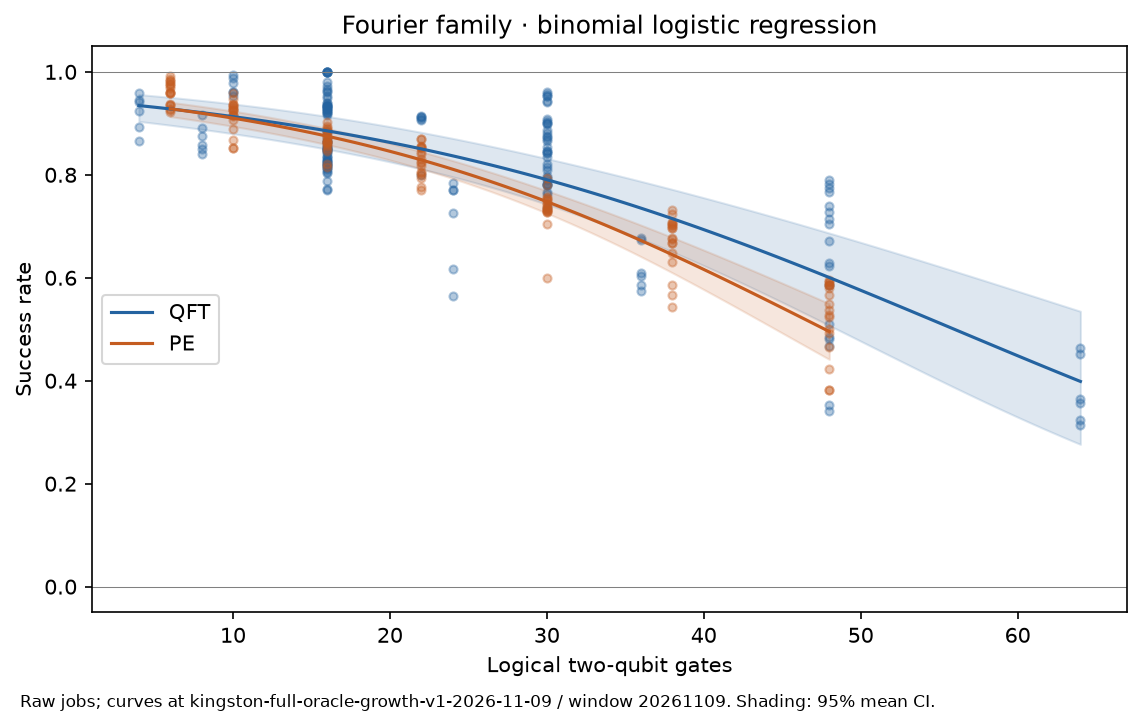 Fourier family · binomial logistic regression
1.0
0.8
0.6
0.4
0.2
0.0
Success rate
QFT
PE
10 20 30 40 50 60
Logical two-qubit gates
Raw jobs; curves at kingston-full-oracle-growth-v1-2026-11-09 / window 20261109. Shading: 95% mean CI.